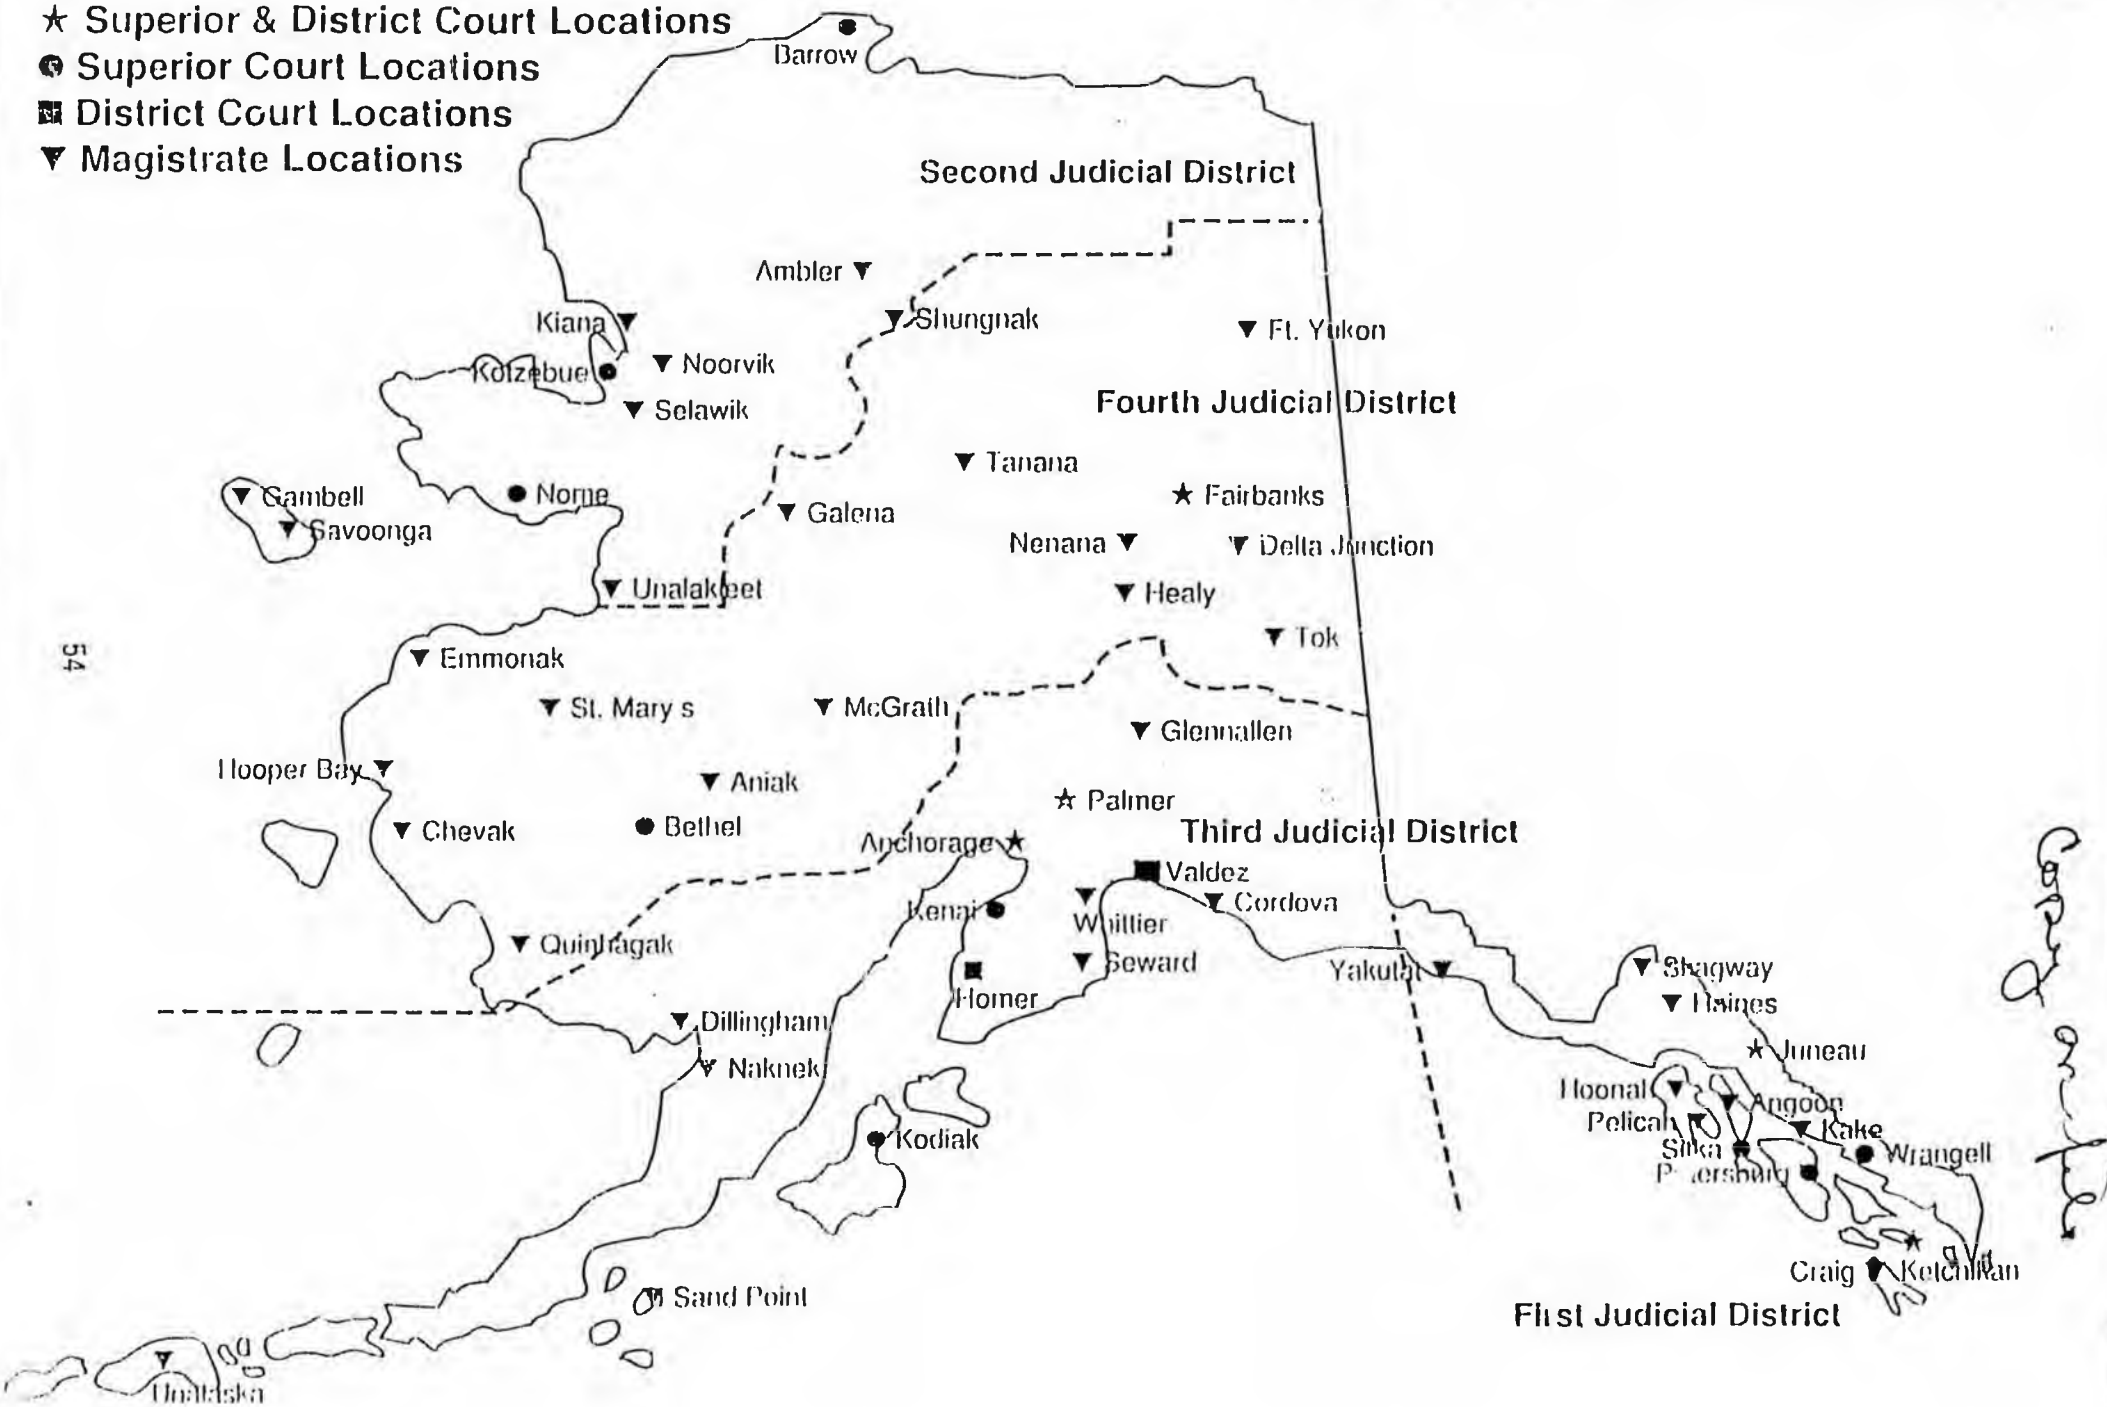 ★ Superior & District Court Locations
● Superior Court Locations
■ District Court Locations
▼ Magistrate Locations
Barrow
Second Judicial District
Ambler
Kiana
Shungnak
Ft. Yukon
Noorvik
Kotzebue
Selawik
Fourth Judicial District
Tanana
Gambell
Nome
Fairbanks
Savoonga
Galena
Nenana
Delta Junction
Unalakleet
Healy
Tok
54
Emmonak
St. Mary s
McGrath
Glennallen
Hooper Bay
Aniak
Palmer
Chevak
Bethel
Anchorage
Third Judicial District
Valdez
Kenai
Cordova
Whittier
Quinhagak
Seward
Yakutat
Skagway
Homer
Haines
Dillingham
Juneau
Naknek
Hoonah
Angoon
Pelican
Kake
Kodiak
Sitka
Wrangell
Petersburg
Craig
Ketchikan
Sand Point
First Judicial District
Unalaska